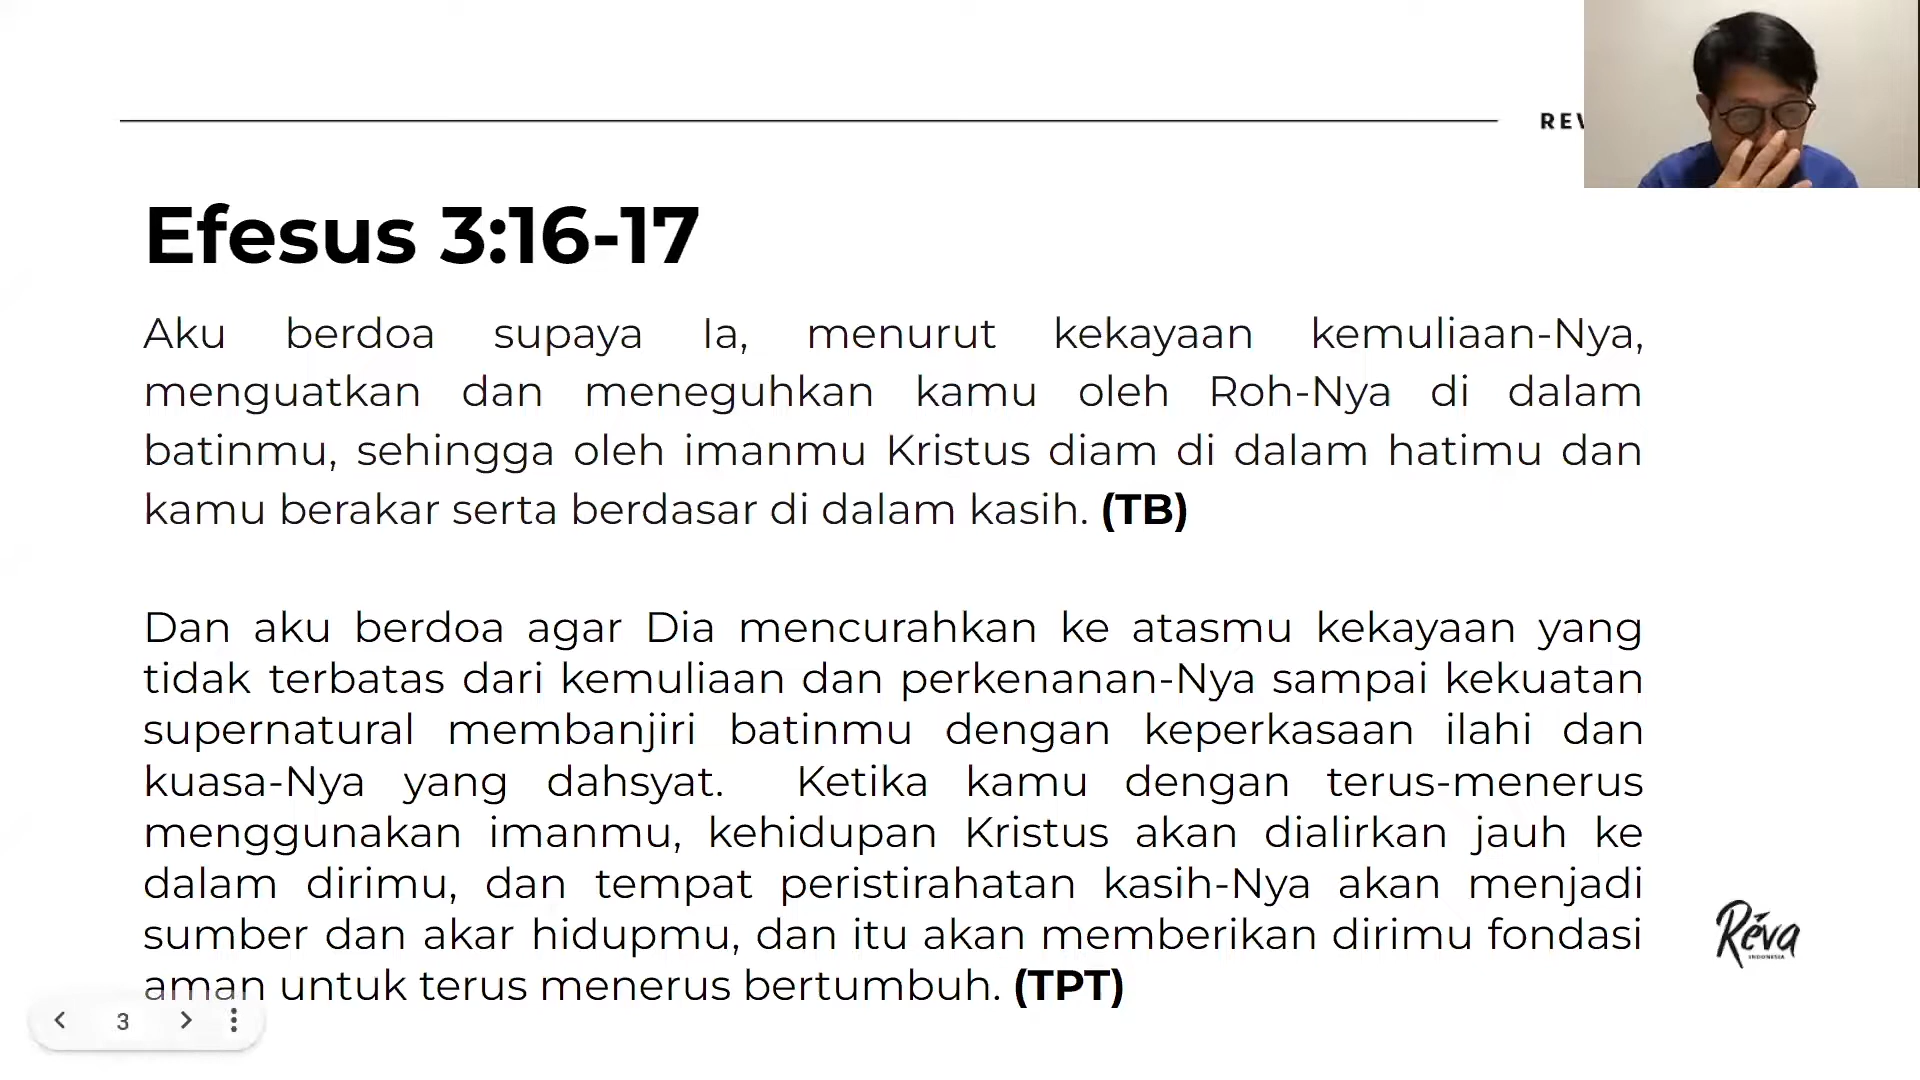 Efesus 3:16-17
Aku berdoa supaya Ia, menurut kekayaan kemuliaan-Nya,
menguatkan dan meneguhkan kamu oleh Roh-Nya di dalam
batinmu, sehingga oleh imanmu Kristus diam di dalam hatimu dan
kamu berakar serta berdasar di dalam kasih. (TB)
Dan aku berdoa agar Dia mencurahkan ke atasmu kekayaan yang
tidak terbatas dari kemuliaan dan perkenanan-Nya sampai kekuatan
supernatural membanjiri batinmu dengan keperkasaan ilahi dan
kuasa-Nya yang dahsyat. Ketika kamu dengan terus-menerus
menggunakan imanmu, kehidupan Kristus akan dialirkan jauh ke
dalam dirimu, dan tempat peristirahatan kasih-Nya akan menjadi
sumber dan akar hidupmu, dan itu akan memberikan dirimu fondasi
aman untuk terus menerus bertumbuh. (TPT)
Réva
INDONESIA
3